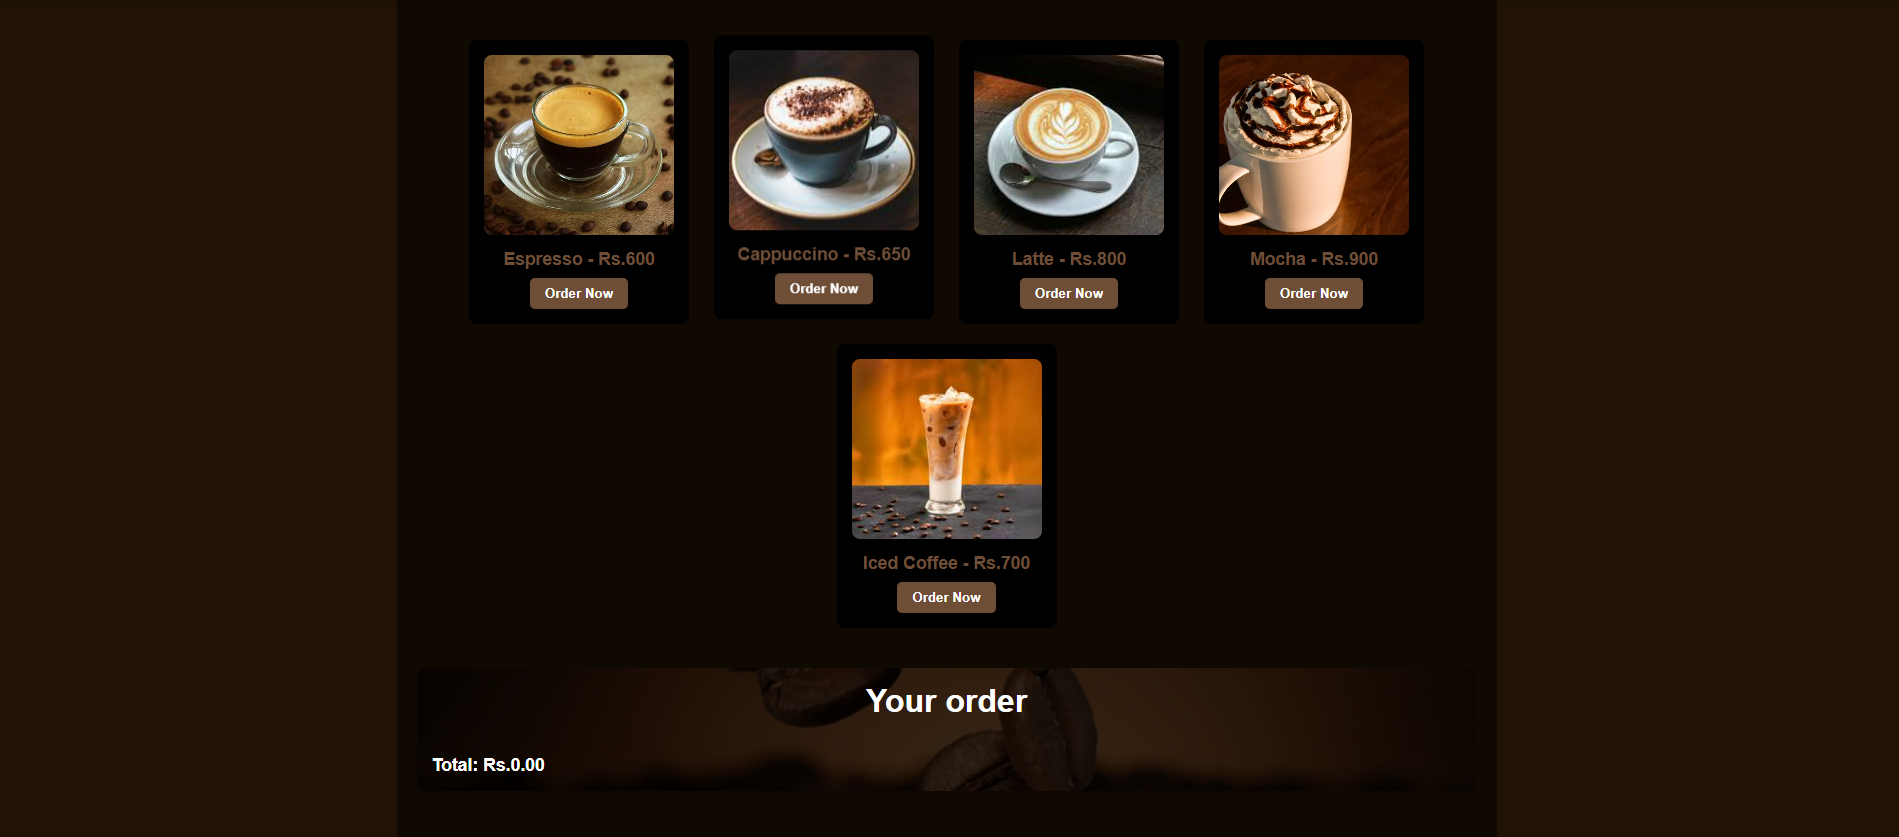 Espresso - Rs.600
Order Now
Cappuccino - Rs.650
Order Now
Latte - Rs.800
Order Now
Mocha - Rs.900
Order Now
Iced Coffee - Rs.700
Order Now
Your order
Total: Rs.0.00